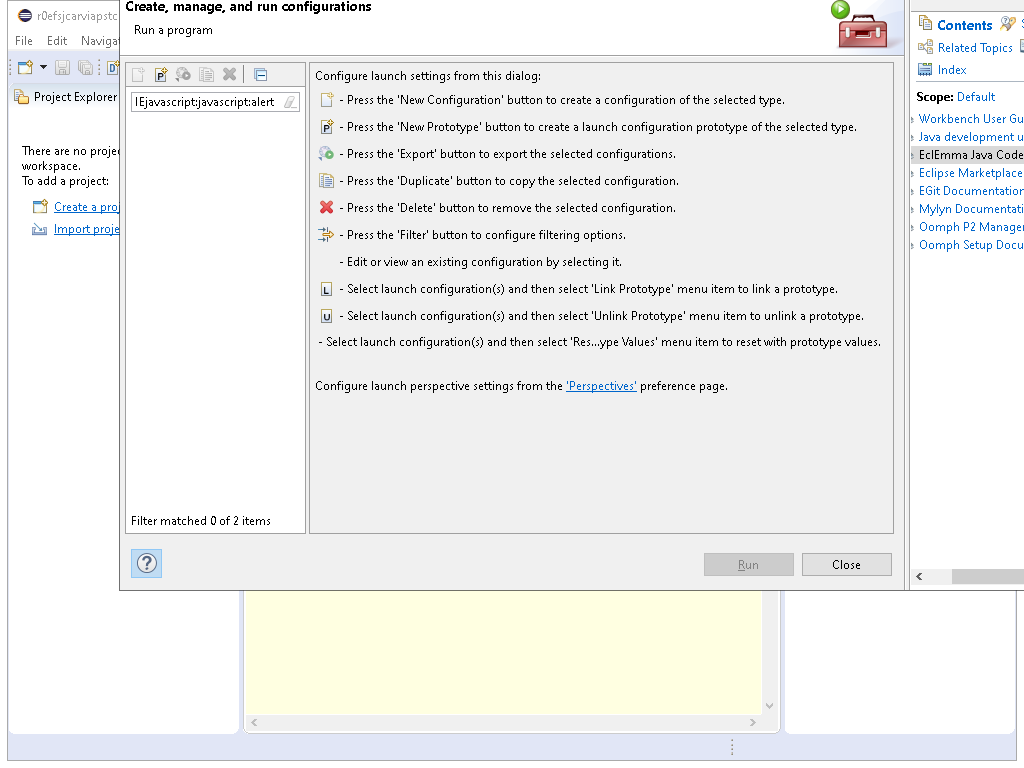 Create, manage, and run configurations
Run a program
r0efsjcarviapstc
File Edit Navigat
Project Explorer
There are no proje
workspace.
To add a project:
Create a proj
Import proje
IEjavascript:javascript:alert
Filter matched 0 of 2 items
Configure launch settings from this dialog:
- Press the 'New Configuration' button to create a configuration of the selected type.
- Press the 'New Prototype' button to create a launch configuration prototype of the selected type.
- Press the 'Export' button to export the selected configurations.
- Press the 'Duplicate' button to copy the selected configuration.
- Press the 'Delete' button to remove the selected configuration.
- Press the 'Filter' button to configure filtering options.
- Edit or view an existing configuration by selecting it.
- Select launch configuration(s) and then select 'Link Prototype' menu item to link a prototype.
- Select launch configuration(s) and then select 'Unlink Prototype' menu item to unlink a prototype.
- Select launch configuration(s) and then select 'Res...ype Values' menu item to reset with prototype values.
Configure launch perspective settings from the 'Perspectives' preference page.
Run
Close
Contents
Related Topics
Index
Scope: Default
Workbench User Gu
Java development u
EclEmma Java Code
Eclipse Marketplace
EGit Documentation
Mylyn Documentati
Oomph P2 Manager
Oomph Setup Docu